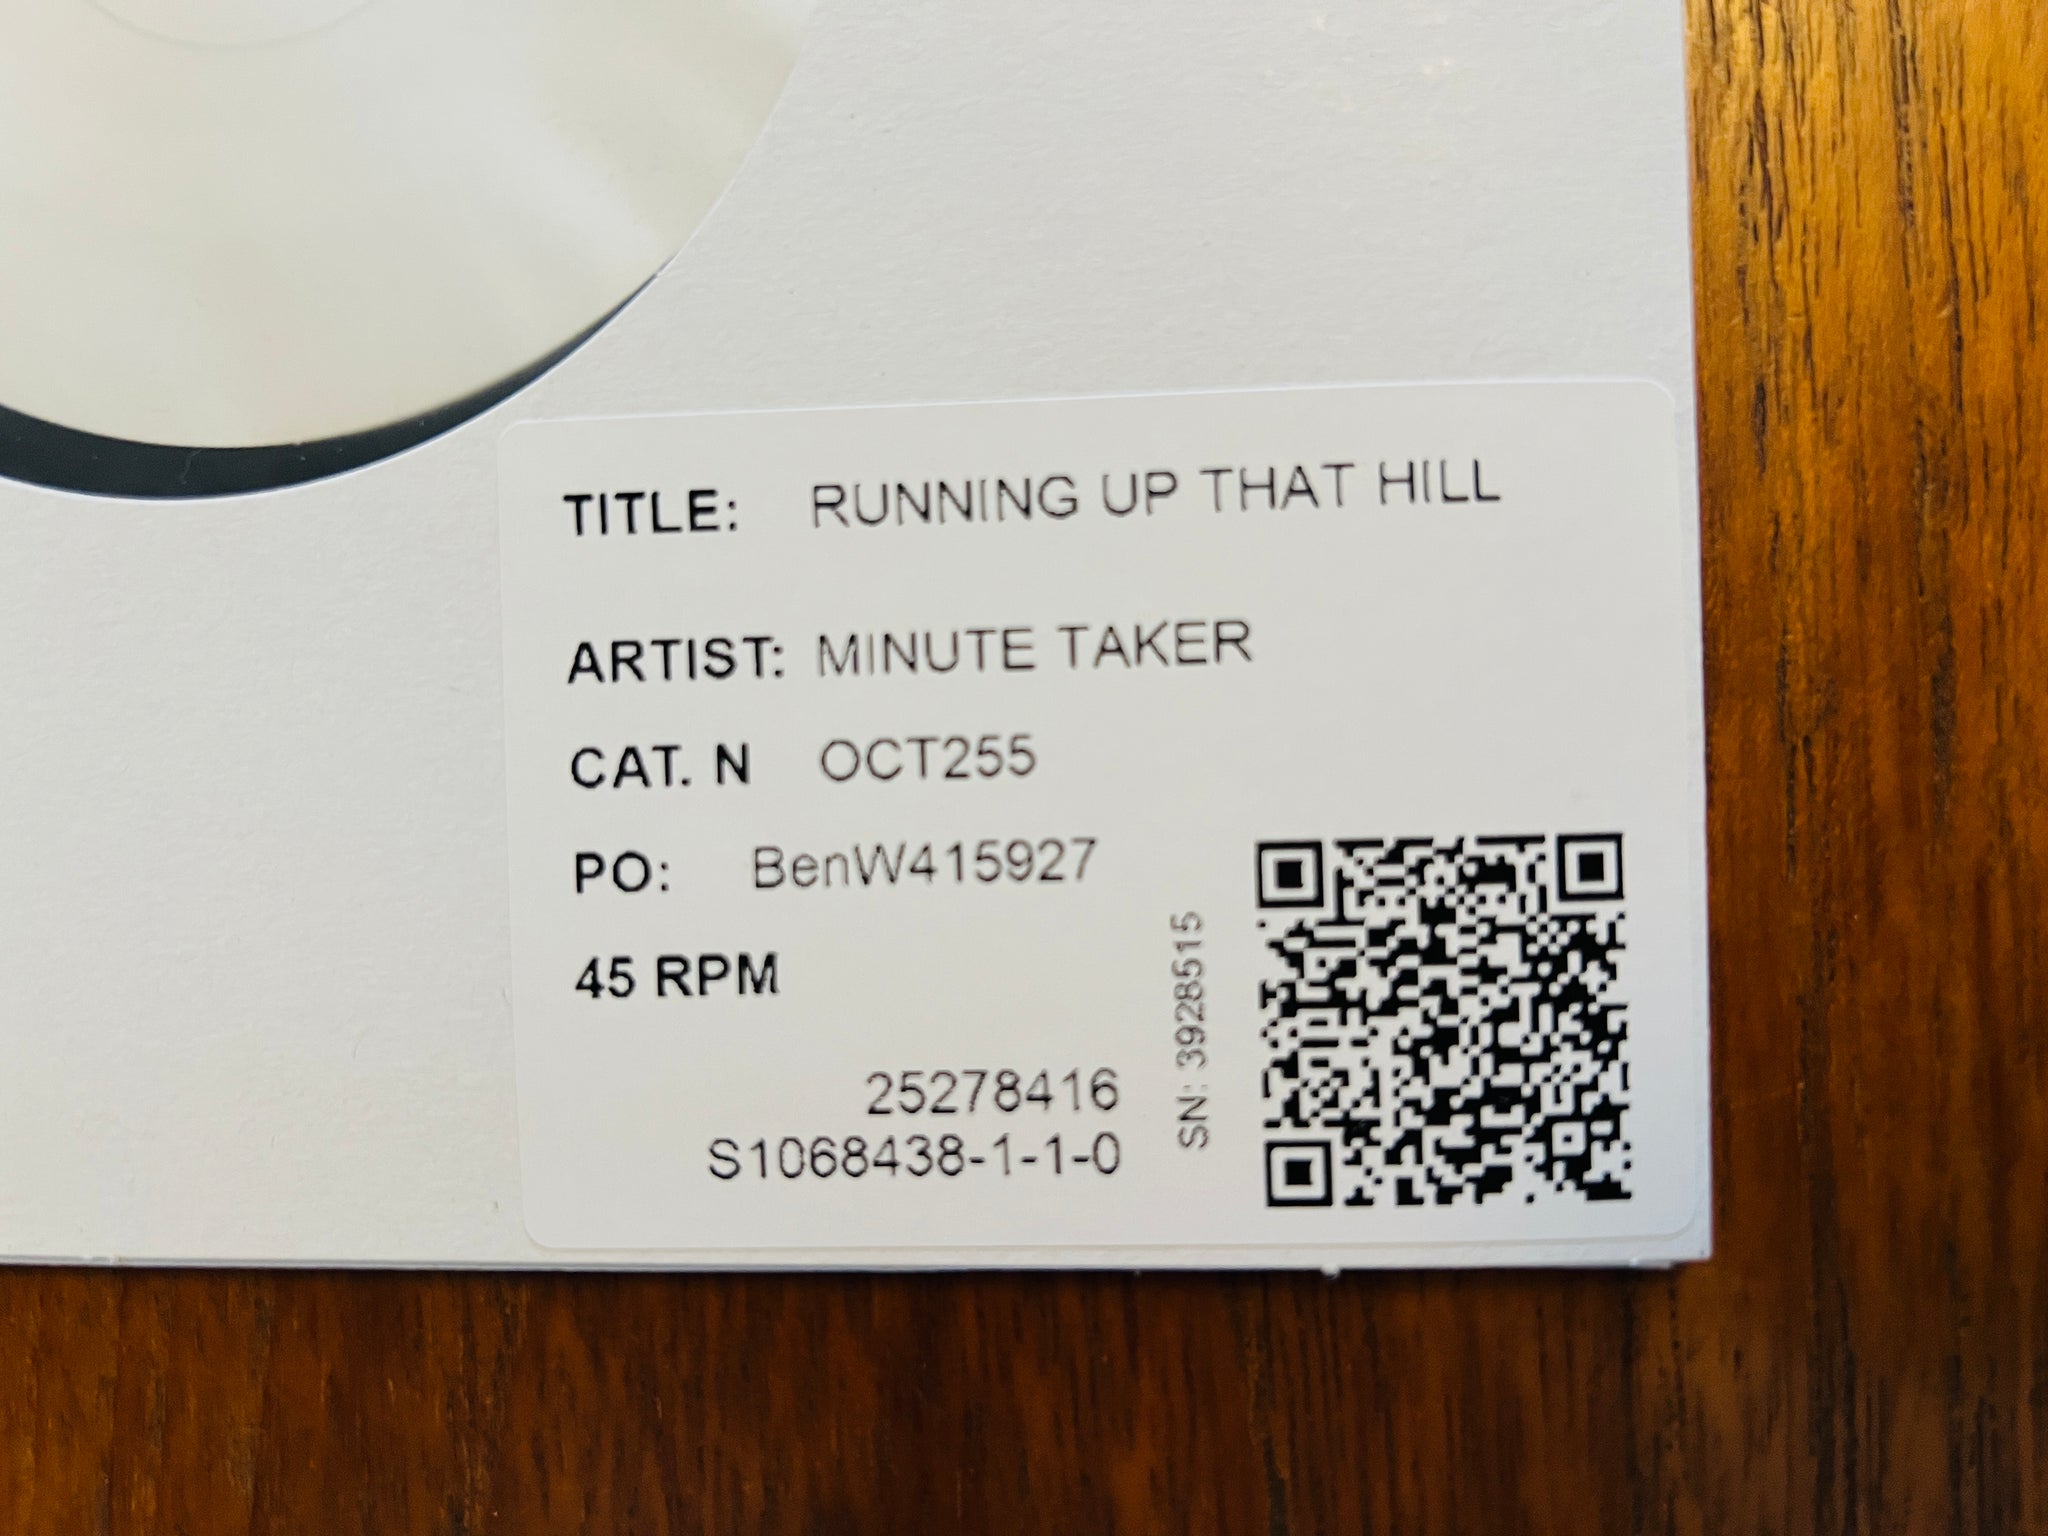 TITLE: RUNNING UP THAT HILL
ARTIST: MINUTE TAKER
CAT. N OCT255
PO: BenW415927
45 RPM
25278416
S1068438-1-1-0
SN: 39285515